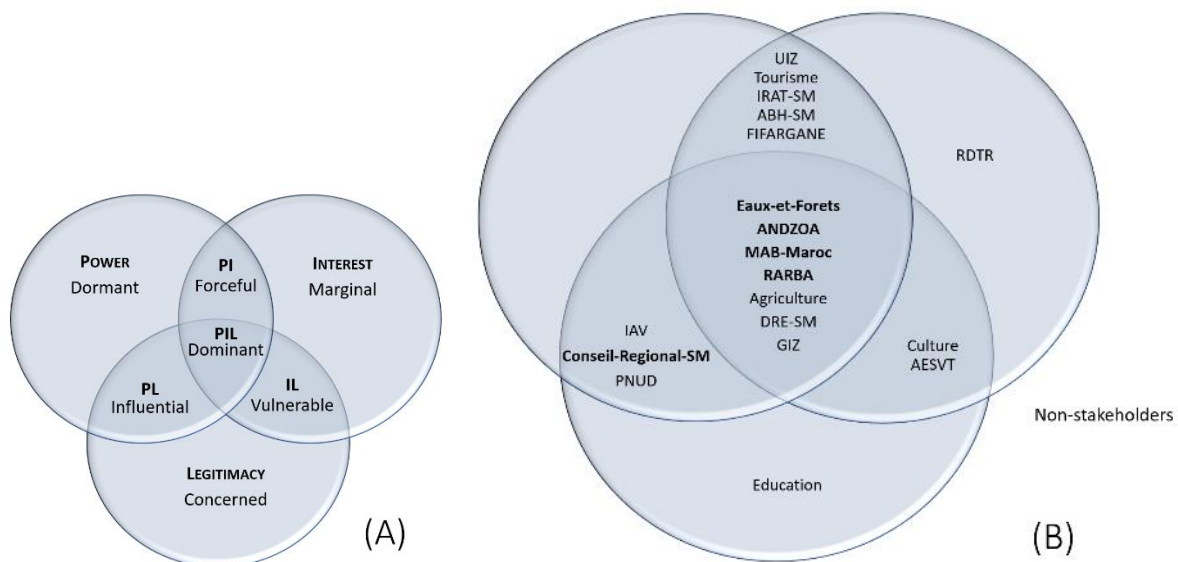 POWER
Dormant
PI
Forceful
INTEREST
Marginal
PIL
Dominant
PL
Influential
IL
Vulnerable
LEGITIMACY
Concerned
(A)
UIZ
Tourisme
IRAT-SM
ABH-SM
FIFARGANE
RDTR
Eaux-et-Forets
ANDZOA
MAB-Maroc
RARBA
Agriculture
DRE-SM
GIZ
IAV
Conseil-Regional-SM
PNUD
Culture
AESVT
Non-stakeholders
Education
(B)